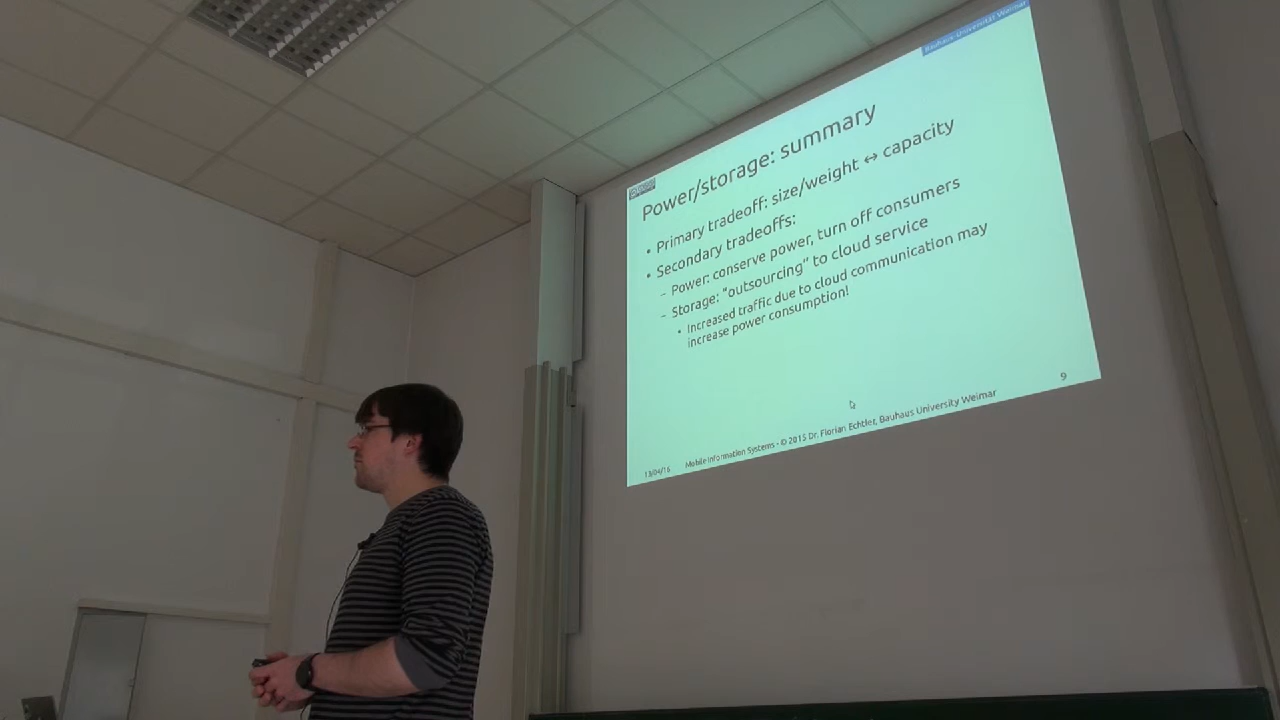 Bauhaus-Universität Weimar
Power/storage: summary
• Primary tradeoff: size/weight ↔ capacity
• Secondary tradeoffs:
– Power: conserve power, turn off consumers
– Storage: "outsourcing" to cloud service
• Increased traffic due to cloud communication may
increase power consumption!
13/04/16
Mobile Information Systems - © 2015 Dr. Florian Echtler, Bauhaus University Weimar
9